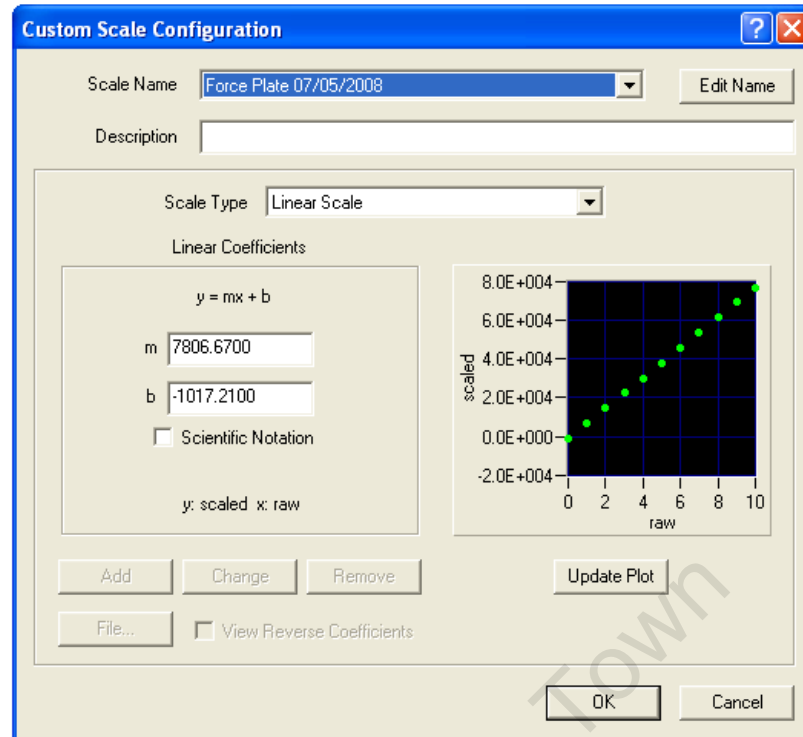 Custom Scale Configuration
Scale Name Force Plate 07/05/2008 Edit Name
Description
Scale Type Linear Scale
Linear Coefficients
y = mx + b
m 7806.6700
b -1017.2100
Scientific Notation
y: scaled x: raw
8.0E+004
6.0E+004
4.0E+004
2.0E+004
0.0E+000
-2.0E+004
scaled
0 2 4 6 8 10
raw
Add Change Remove Update Plot
File... View Reverse Coefficients
OK Cancel
Town